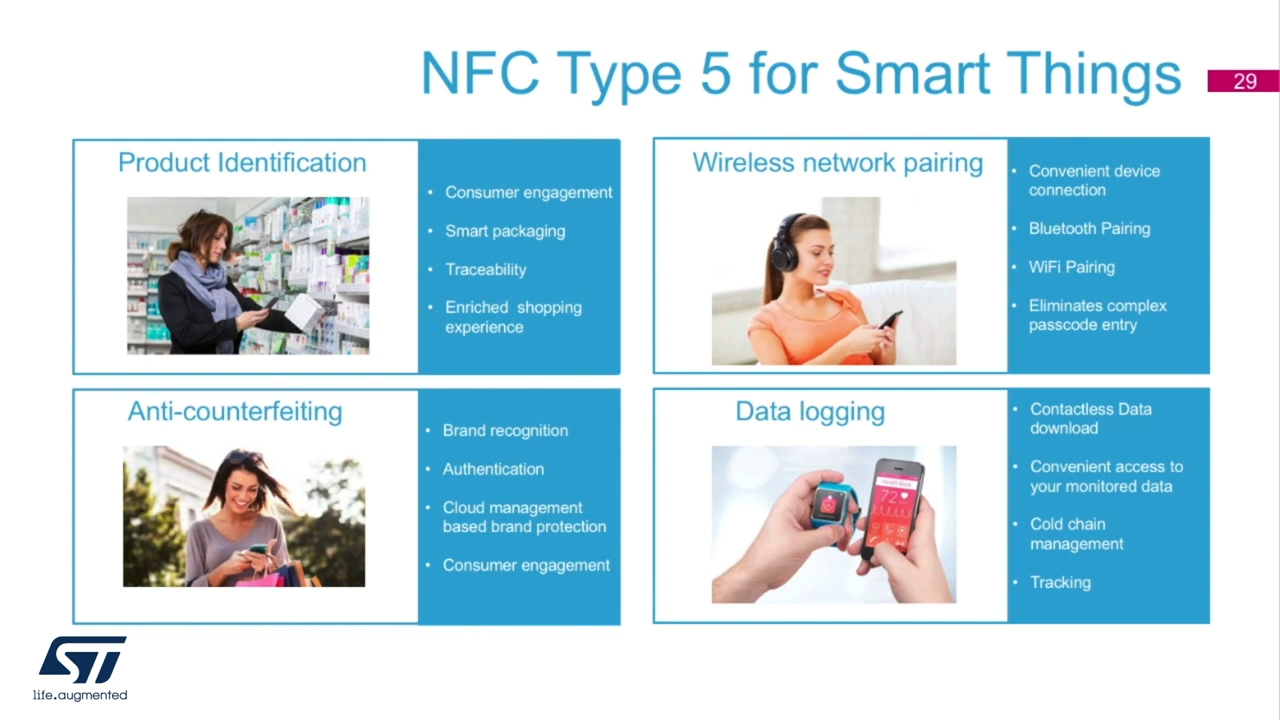 NFC Type 5 for Smart Things
29
Product Identification
• Consumer engagement
• Smart packaging
• Traceability
• Enriched shopping
experience
Wireless network pairing
• Convenient device
connection
• Bluetooth Pairing
• WiFi Pairing
• Eliminates complex
passcode entry
Anti-counterfeiting
• Brand recognition
• Authentication
• Cloud management
based brand protection
• Consumer engagement
Data logging
72
• Contactless Data
download
• Convenient access to
your monitored data
• Cold chain
management
• Tracking
ST
life.augmented